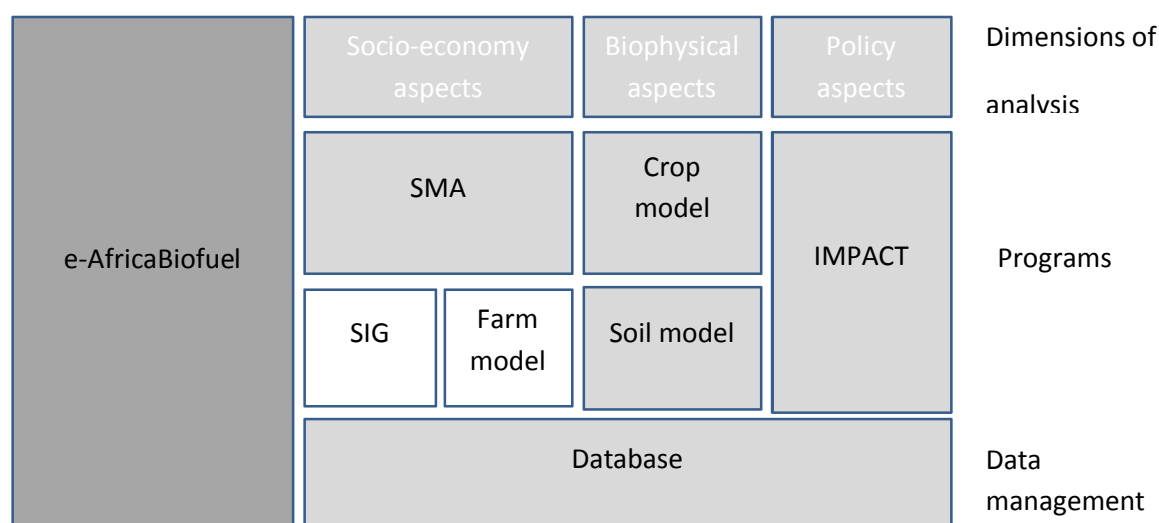 Socio-economy
aspects
Biophysical
aspects
Policy
aspects
Dimensions of
analysis
SMA
Crop
model
e-AfricaBiofuel
IMPACT
Programs
SIG
Farm
model
Soil model
Database
Data
management